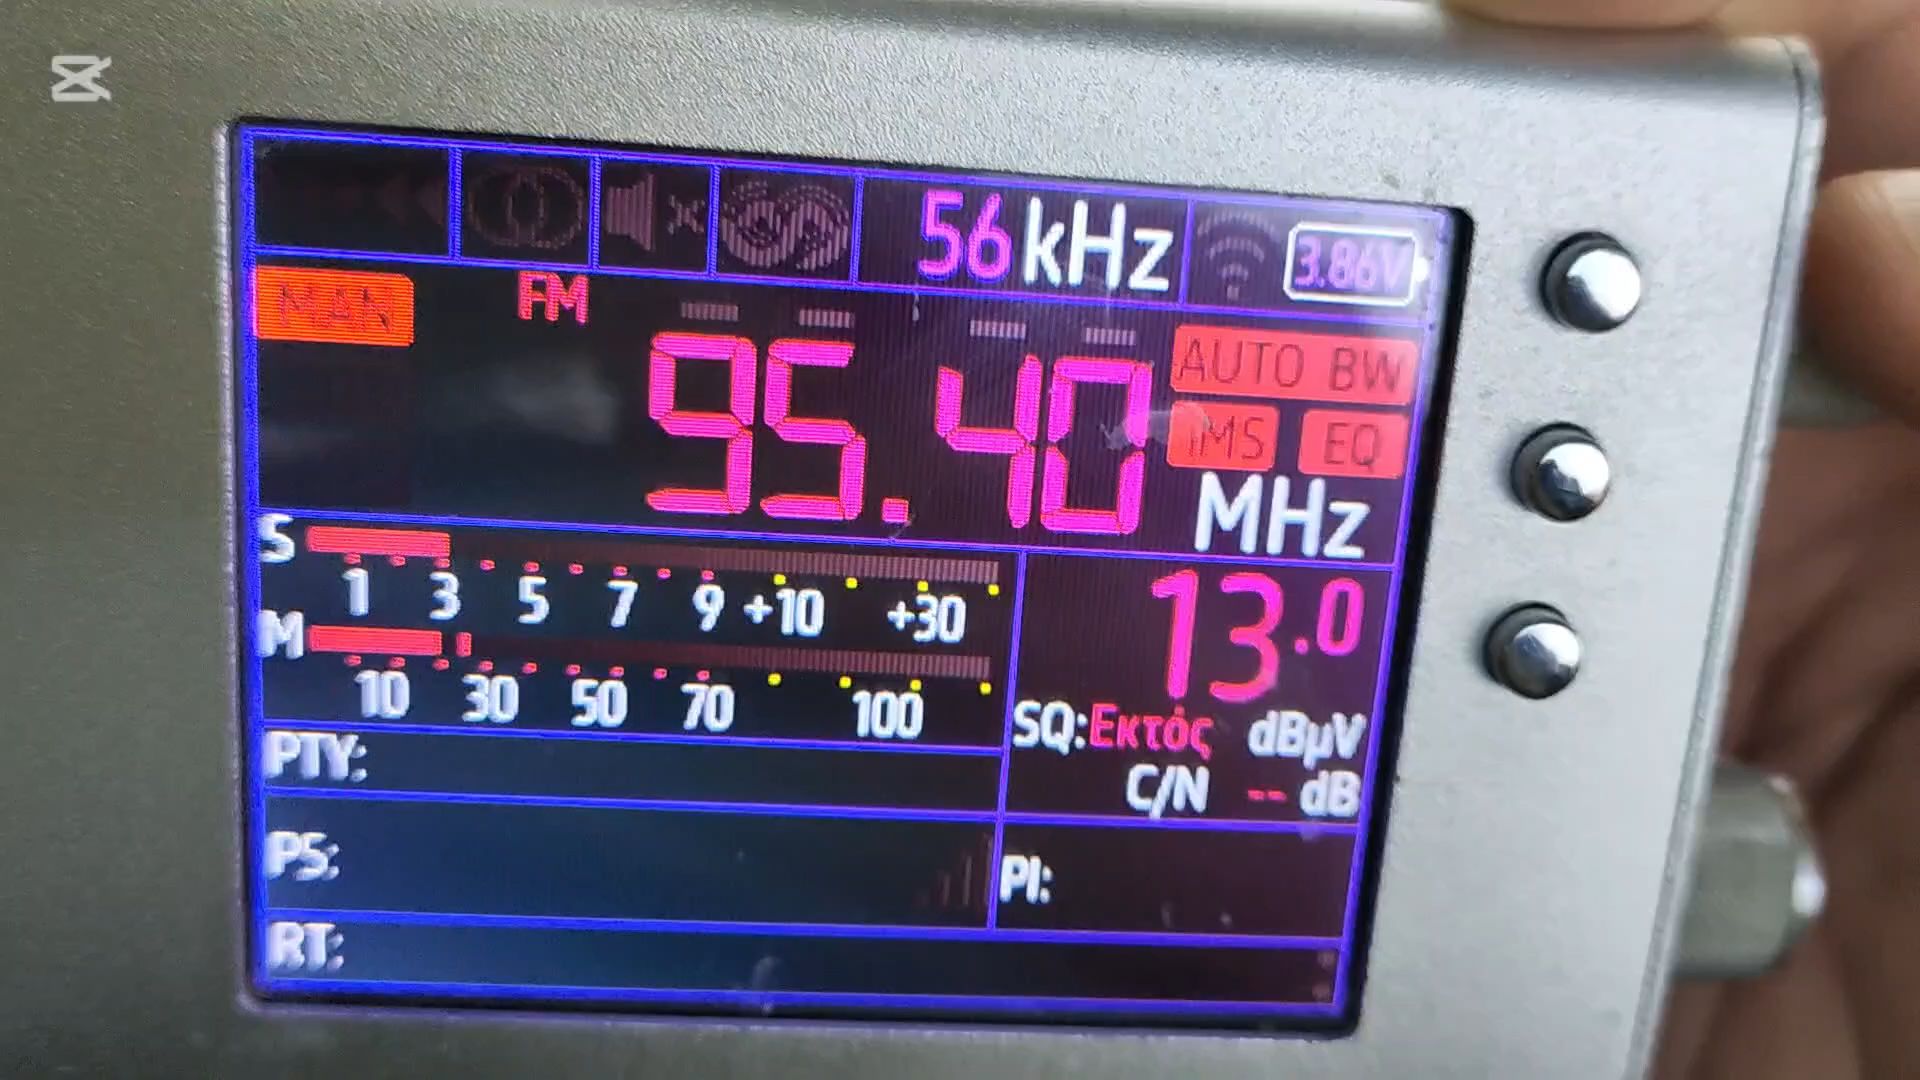 56 kHz 3.86V
MAN FM
95.40 MHz
AUTO BW
iMS EQ
S
1 3 5 7 9 +10 +30
M
10 30 50 70 100
13.0
SQ:Εκτός dBµV
C/N -- dB
PTY:
PS:
PI:
RT: